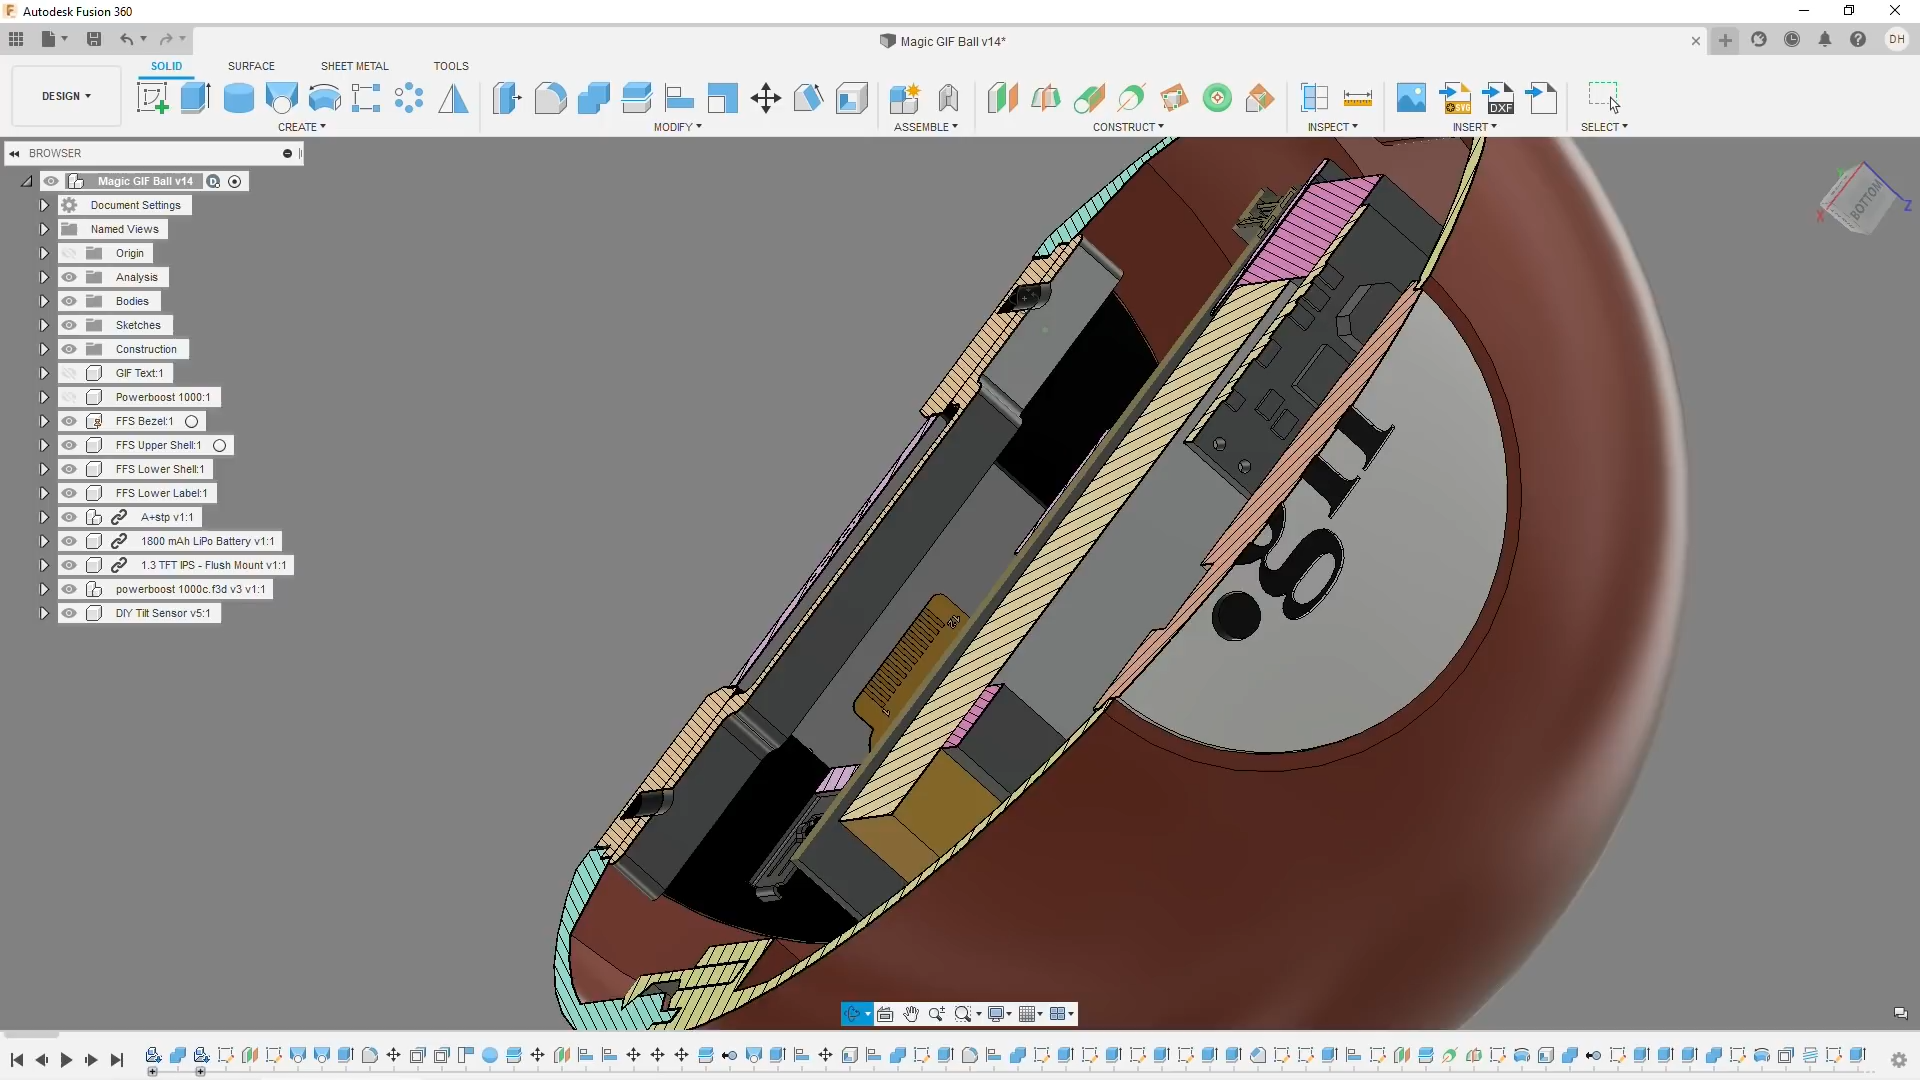 Autodesk Fusion 360
Magic GIF Ball v14*
DH
DESIGN
SOLID
SURFACE
SHEET METAL
TOOLS
CREATE
MODIFY
ASSEMBLE
CONSTRUCT
INSPECT
INSERT
SELECT
SVG
DXF
BROWSER
Magic GIF Ball v14
Document Settings
Named Views
Origin
Analysis
Bodies
Sketches
Construction
GIF Text:1
Powerboost 1000:1
FFS Bezel:1
FFS Upper Shell:1
FFS Lower Shell:1
FFS Lower Label:1
A+stp v1:1
1800 mAh LiPo Battery v1:1
1.3 TFT IPS - Flush Mount v1:1
powerboost 1000c.f3d v3 v1:1
DIY Tilt Sensor v5:1
BOTTOM
X
Y
Z